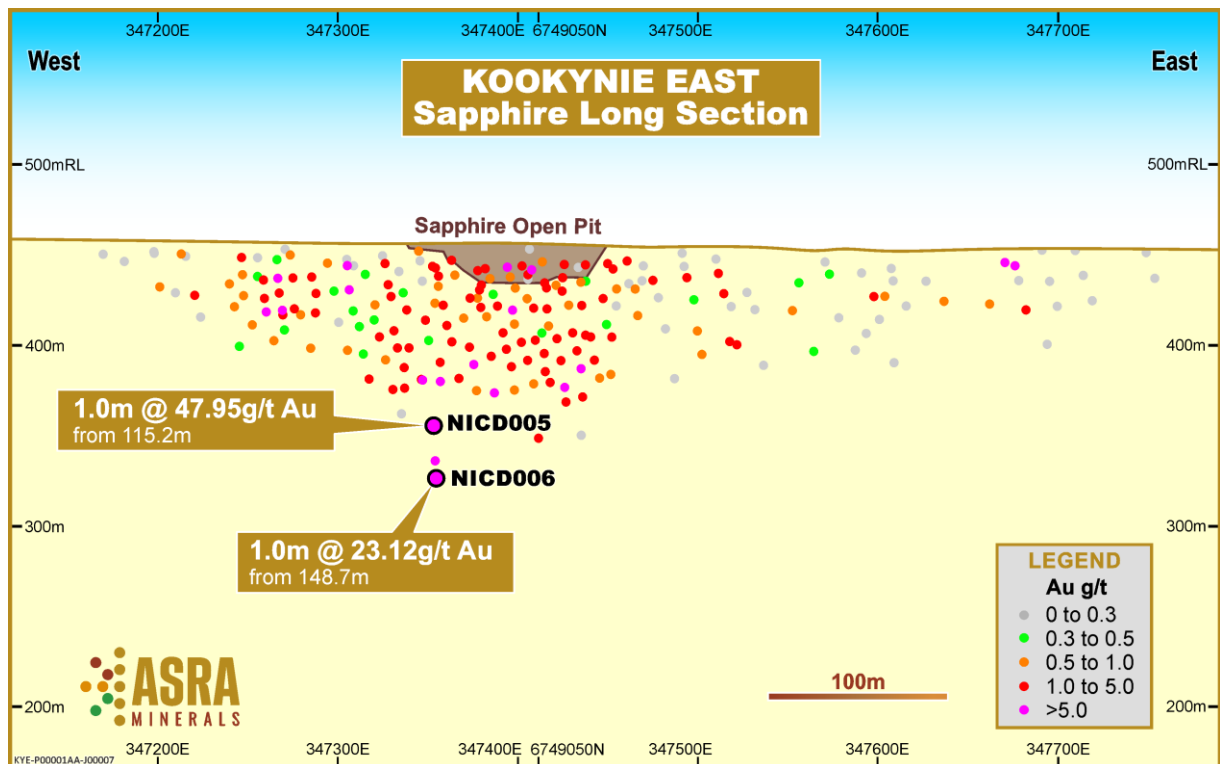 347200E 347300E 347400E 6749050N 347500E 347600E 347700E
West
East
KOOKYNIE EAST
Sapphire Long Section
500mRL
500mRL
Sapphire Open Pit
400m
400m
1.0m @ 47.95g/t Au
from 115.2m
NICD005
NICD006
300m
300m
1.0m @ 23.12g/t Au
from 148.7m
LEGEND
Au g/t
0 to 0.3
0.3 to 0.5
0.5 to 1.0
1.0 to 5.0
>5.0
ASRA
MINERALS
100m
200m
200m
347200E 347300E 347400E 6749050N 347500E 347600E 347700E
KYE-P00001AA-J00007